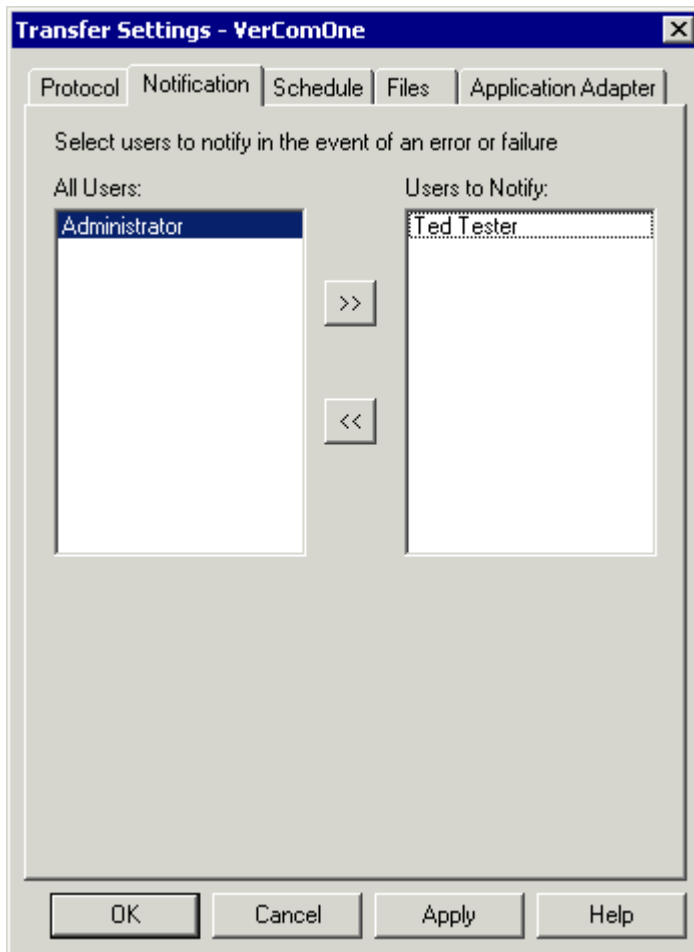 Transfer Settings - VerComOne
Protocol Notification Schedule Files Application Adapter
Select users to notify in the event of an error or failure
All Users: Users to Notify:
Administrator Ted Tester
>>
<<
OK Cancel Apply Help